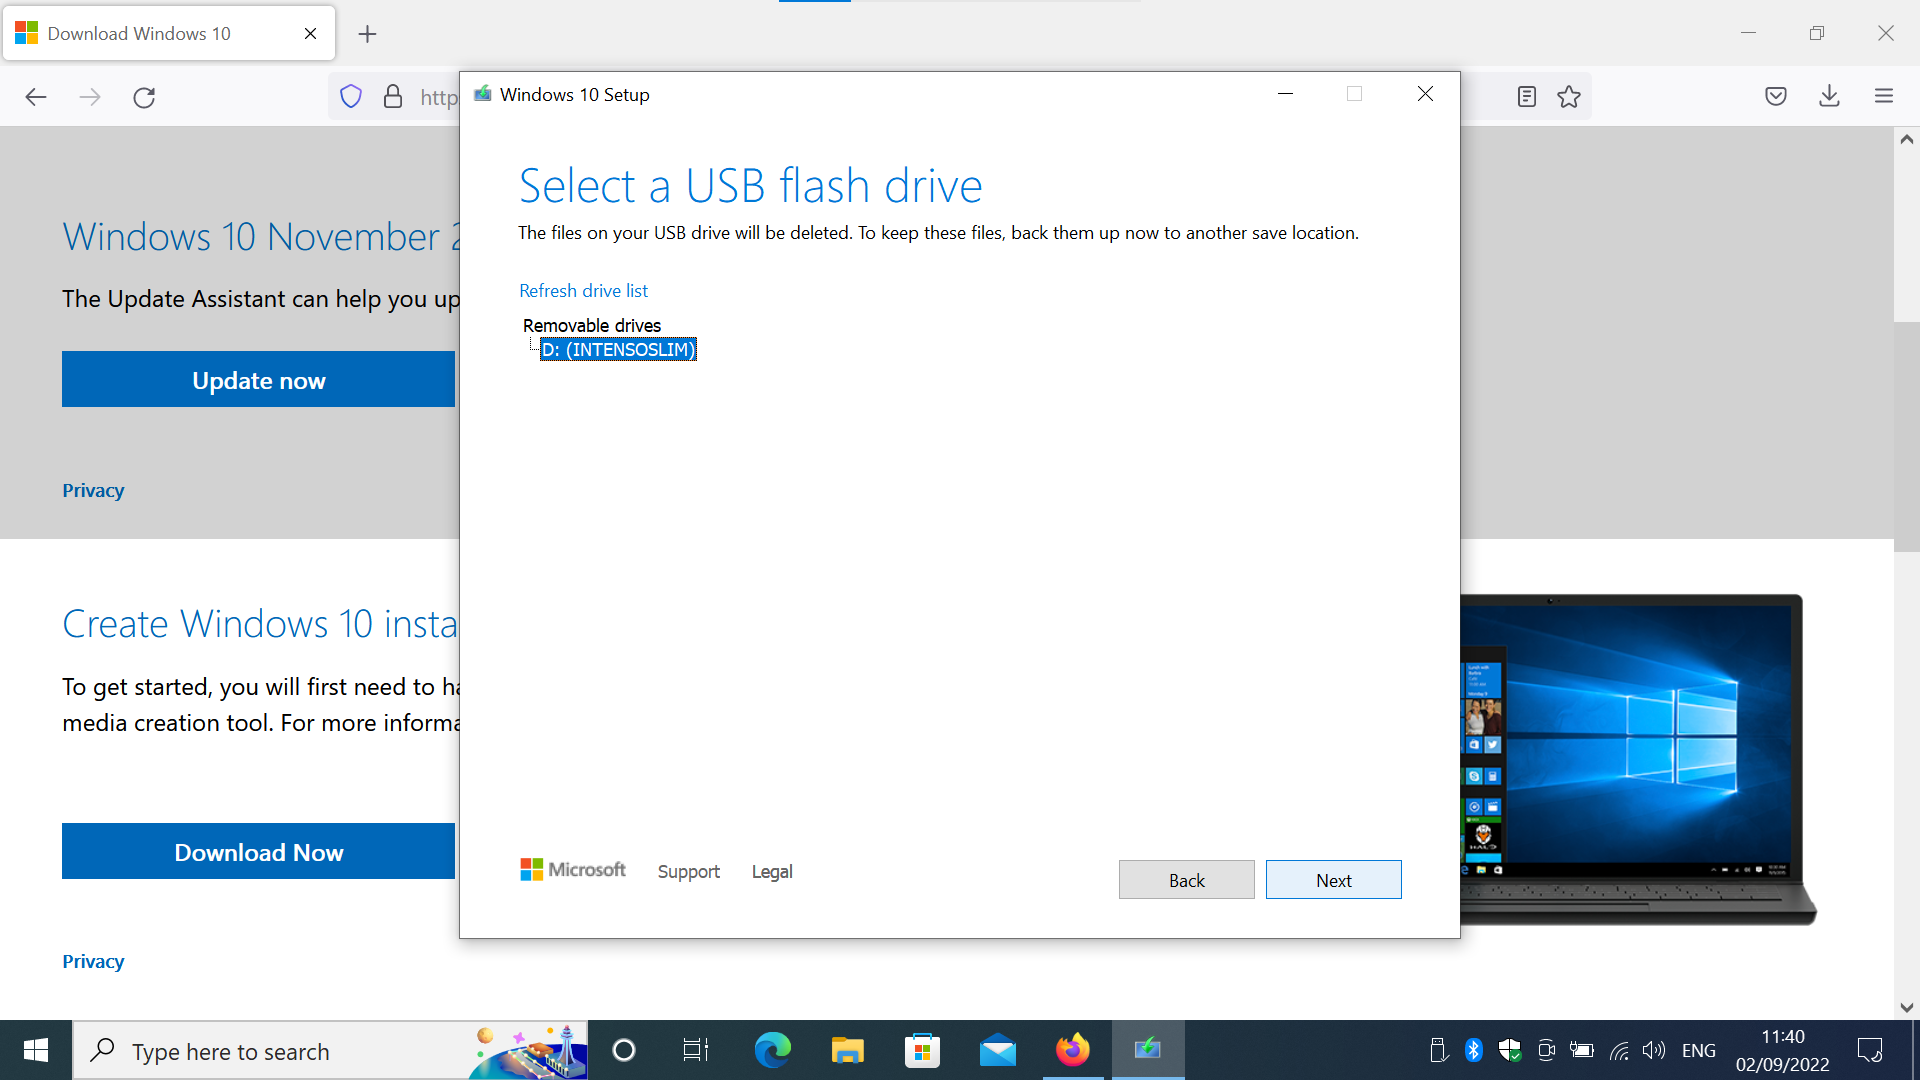 Download Windows 10
http
Windows 10 Setup
Select a USB flash drive
The files on your USB drive will be deleted. To keep these files, back them up now to another save location.
Refresh drive list
Removable drives
D: (INTENSOSLIM)
Microsoft
Support
Legal
Back
Next
Windows 10 November 2
The Update Assistant can help you up
Update now
Privacy
Create Windows 10 insta
To get started, you will first need to ha
media creation tool. For more informa
Download Now
Privacy
HALO
Type here to search
ENG
11:40
02/09/2022